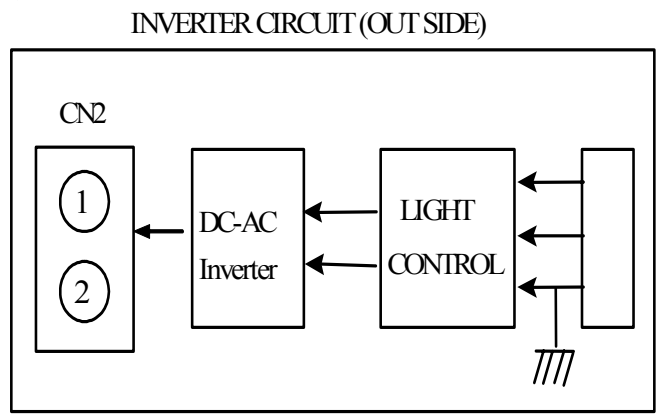 INVERTER CIRCUIT (OUT SIDE)
CN2
1
2
DC-AC
Inverter
LIGHT
CONTROL